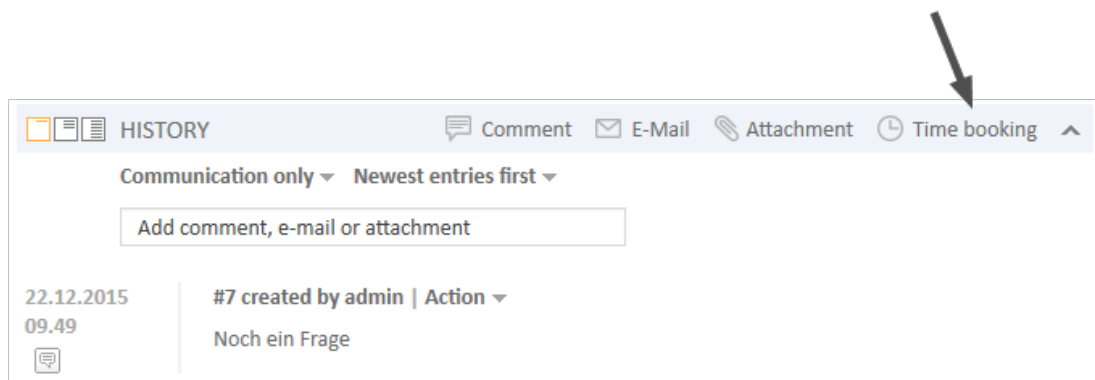 HISTORY Comment E-Mail Attachment Time booking
Communication only Newest entries first
Add comment, e-mail or attachment
22.12.2015 #7 created by admin | Action
09.49
Noch ein Frage